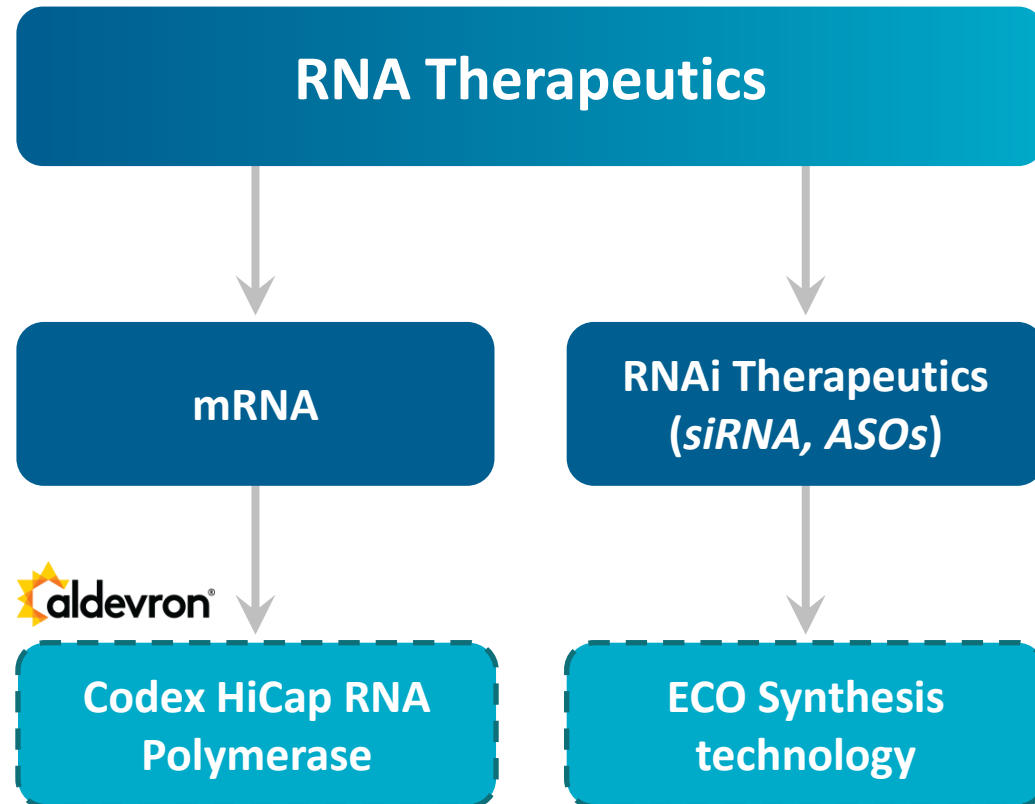 RNA Therapeutics
mRNA
RNAi Therapeutics
(siRNA, ASOs)
aldevron®
Codex HiCap RNA
Polymerase
ECO Synthesis
technology